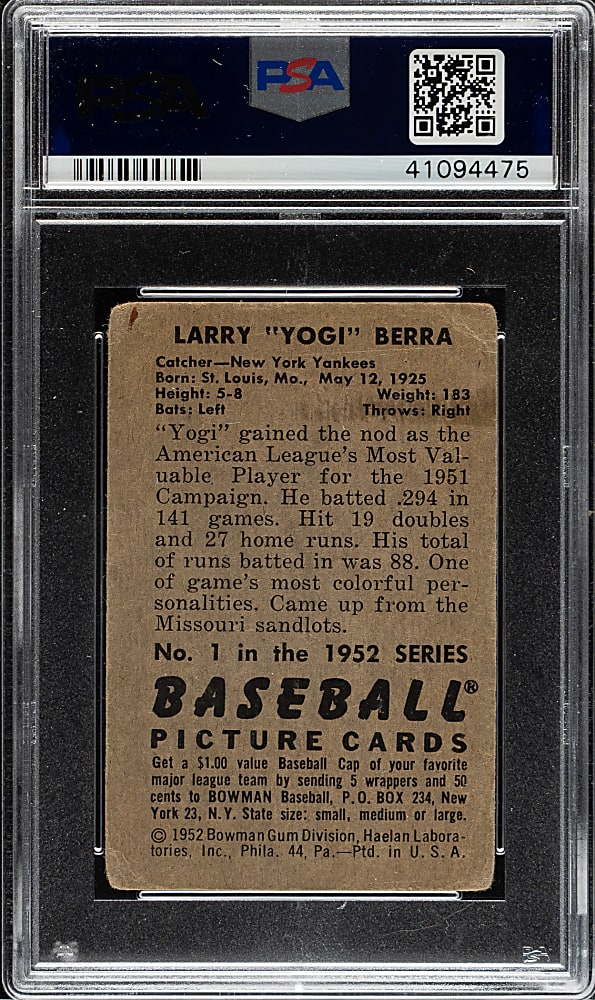 PSA
PSA
41094475
LARRY "YOGI" BERRA
Catcher—New York Yankees
Born: St. Louis, Mo., May 12, 1925
Height: 5-8 Weight: 183
Bats: Left Throws: Right
"Yogi" gained the nod as the
American League's Most Val-
uable Player for the 1951
Campaign. He batted .294 in
141 games. Hit 19 doubles
and 27 home runs. His total
of runs batted in was 88. One
of game's most colorful per-
sonalities. Came up from the
Missouri sandlots.
No. 1 in the 1952 SERIES
BASEBALL®
PICTURE CARDS
Get a $1.00 value Baseball Cap of your favorite
major league team by sending 5 wrappers and 50
cents to BOWMAN Baseball, P.O. BOX 234, New
York 23, N.Y. State size: small, medium or large.
© 1952 Bowman Gum Division, Haelan Labora-
tories, Inc., Phila. 44, Pa.—Ptd. in U.S.A.